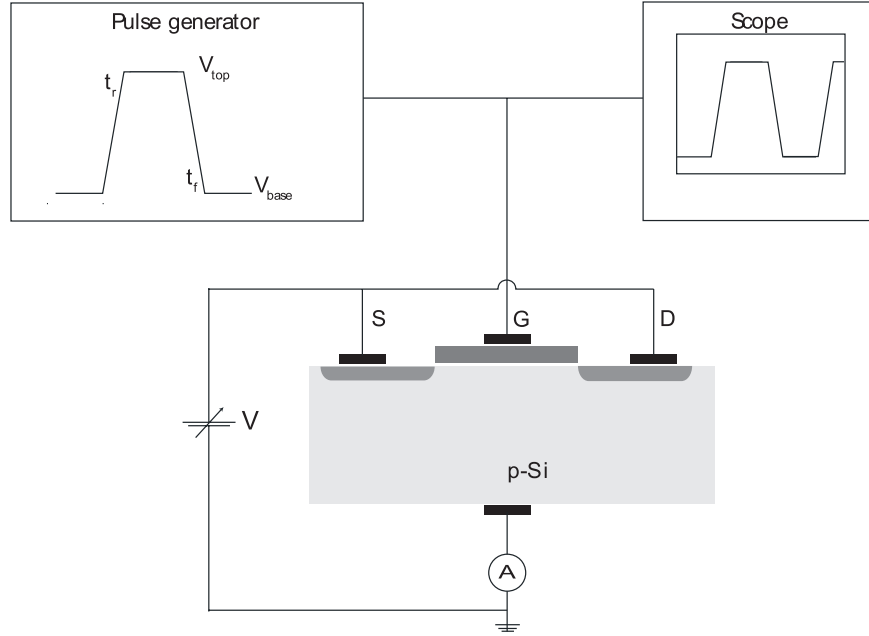 Pulse generator
Scope
V_top
t_r
t_f
V_base
S
G
D
V
p-Si
A